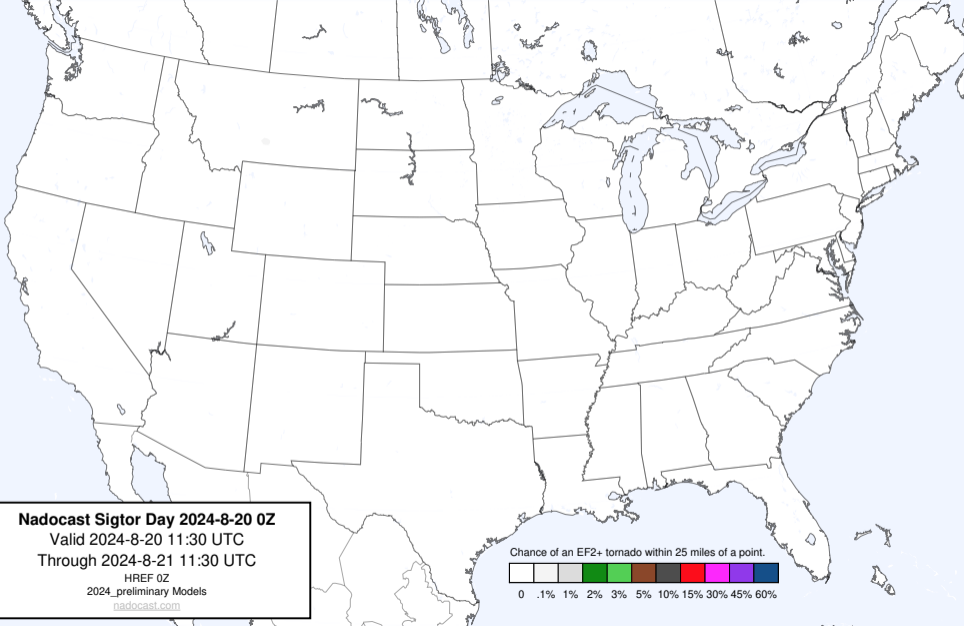 Nadocast Sigtor Day 2024-8-20 0Z
Valid 2024-8-20 11:30 UTC
Through 2024-8-21 11:30 UTC
HREF 0Z
2024_preliminary Models
nadocast.com
Chance of an EF2+ tornado within 25 miles of a point.
0 .1% 1% 2% 3% 5% 10% 15% 30% 45% 60%